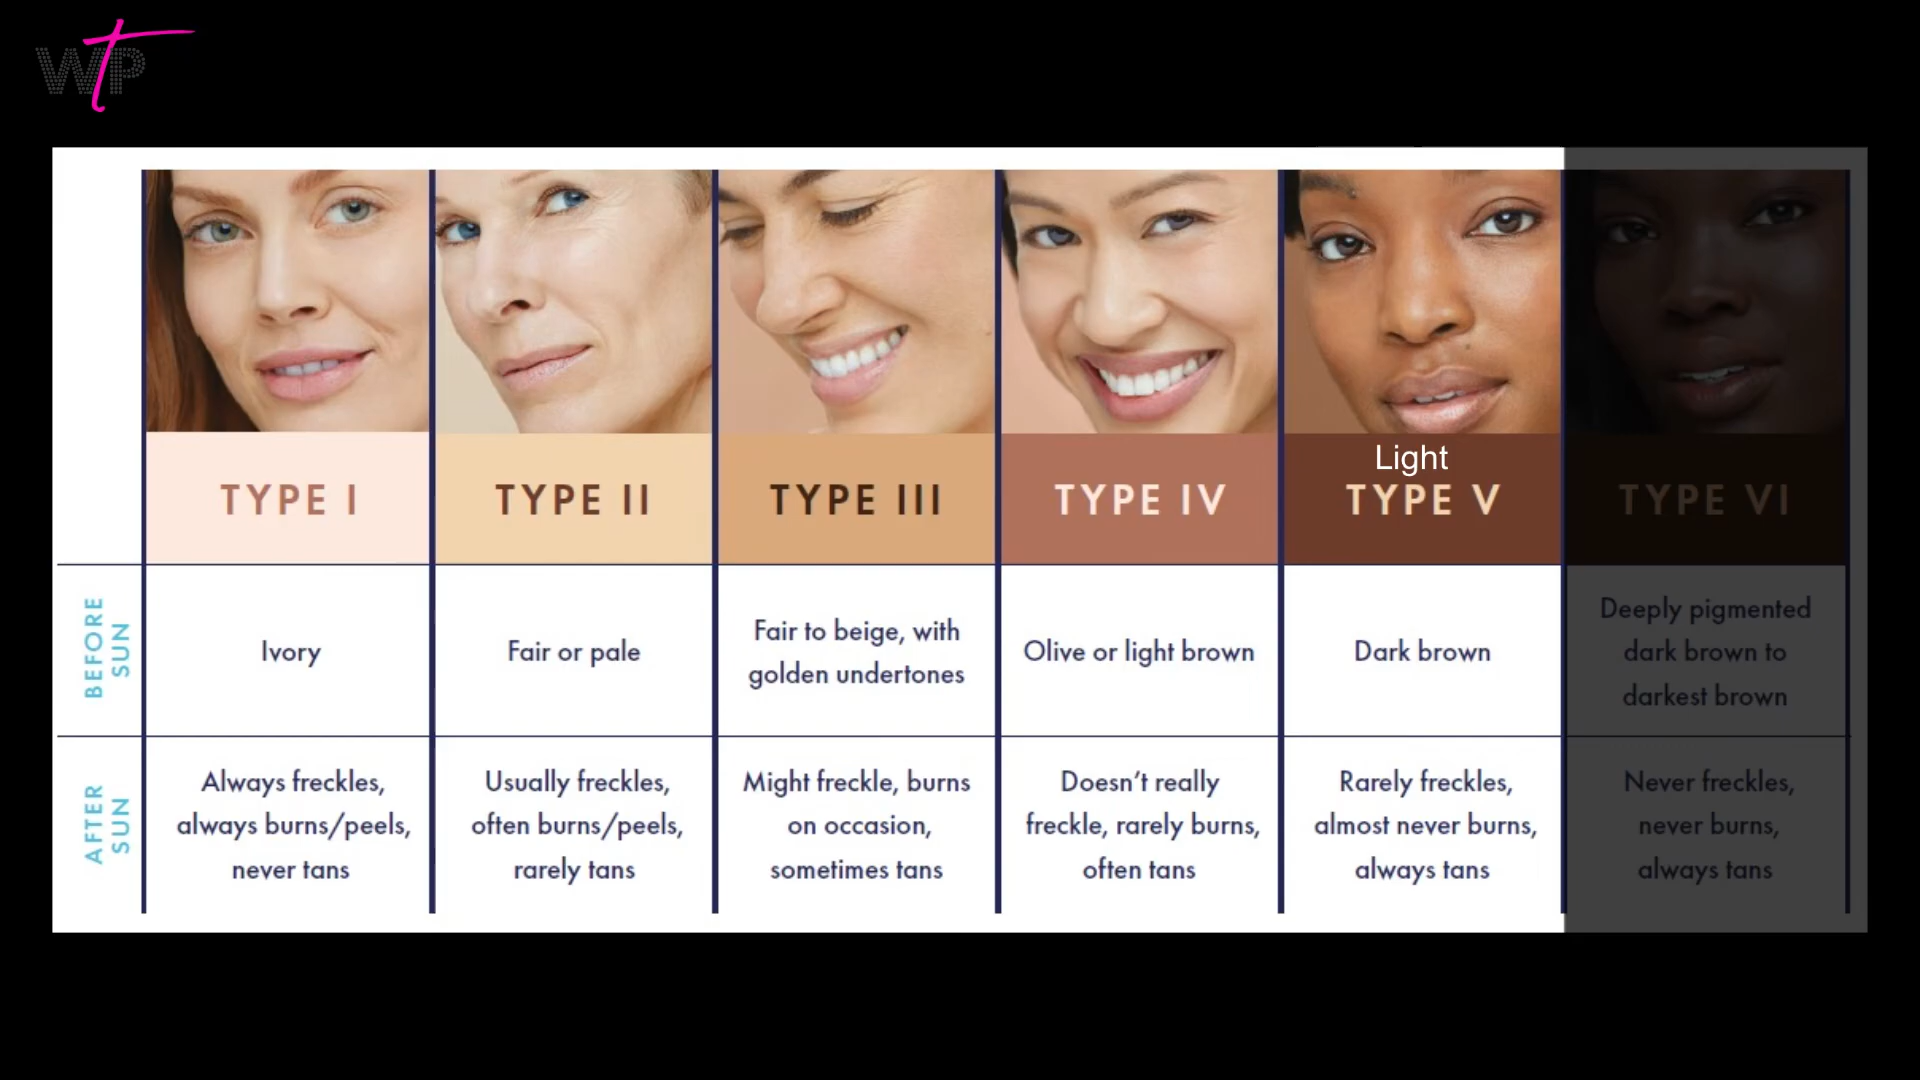 WTP
Light
TYPE I
TYPE II
TYPE III
TYPE IV
TYPE V
TYPE VI
BEFORE
SUN
Ivory
Fair or pale
Fair to beige, with
golden undertones
Olive or light brown
Dark brown
Deeply pigmented
dark brown to
darkest brown
AFTER
SUN
Always freckles,
always burns/peels,
never tans
Usually freckles,
often burns/peels,
rarely tans
Might freckle, burns
on occasion,
sometimes tans
Doesn’t really
freckle, rarely burns,
often tans
Rarely freckles,
almost never burns,
always tans
Never freckles,
never burns,
always tans